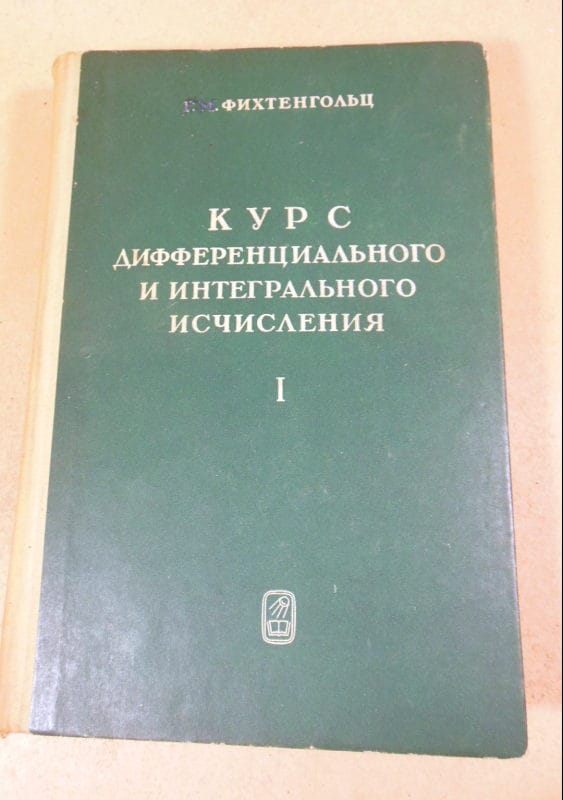 Г. М. ФИХТЕНГОЛЬЦ
КУРС
ДИФФЕРЕНЦИАЛЬНОГО
И ИНТЕГРАЛЬНОГО
ИСЧИСЛЕНИЯ
I